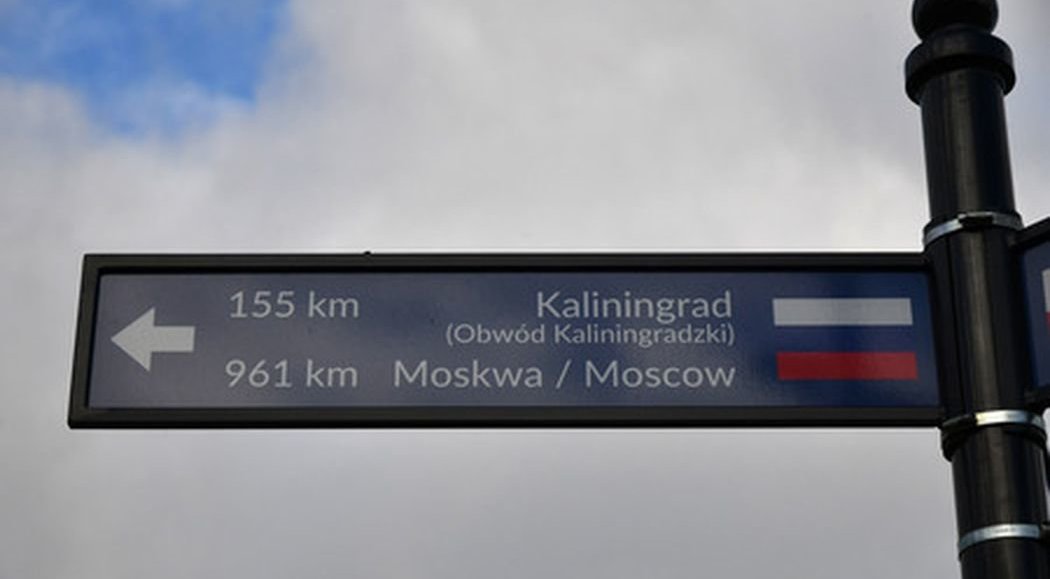 155 km Kaliningrad
(Obwód Kaliningradzki)
961 km Moskwa / Moscow